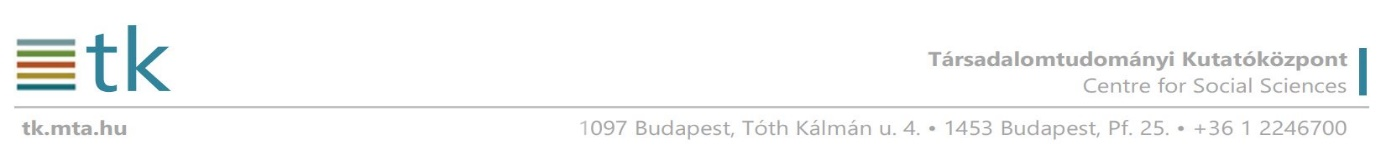 tk
Társadalomtudományi Kutatóközpont
Centre for Social Sciences
tk.mta.hu
1097 Budapest, Tóth Kálmán u. 4. • 1453 Budapest, Pf. 25. • +36 1 2246700